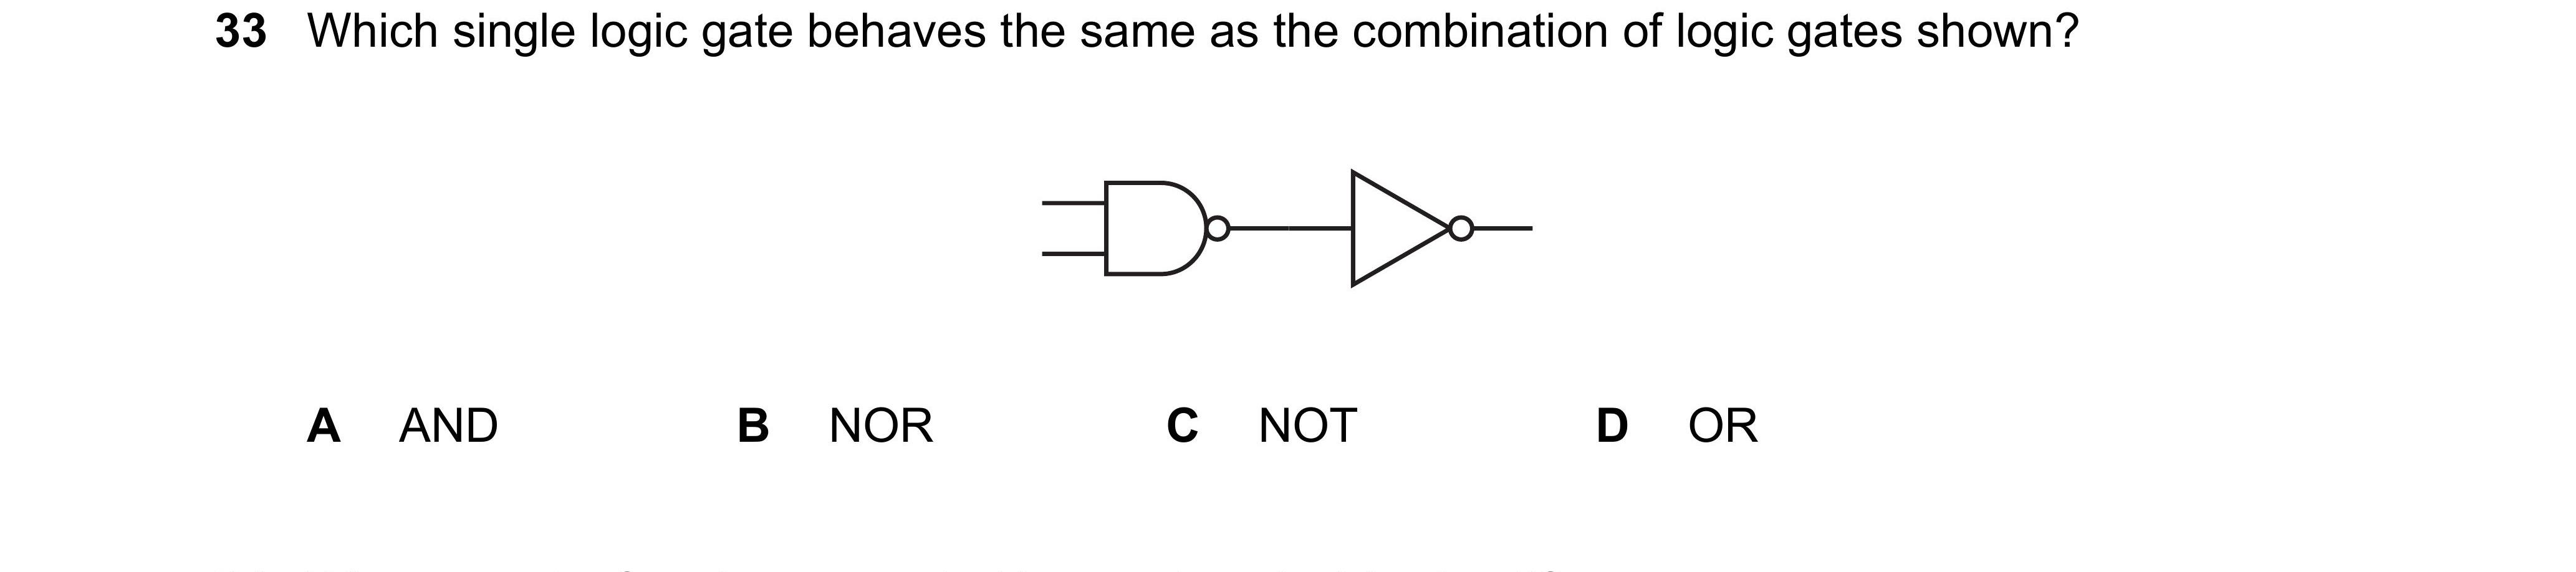 33 Which single logic gate behaves the same as the combination of logic gates shown?
A AND B NOR C NOT D OR